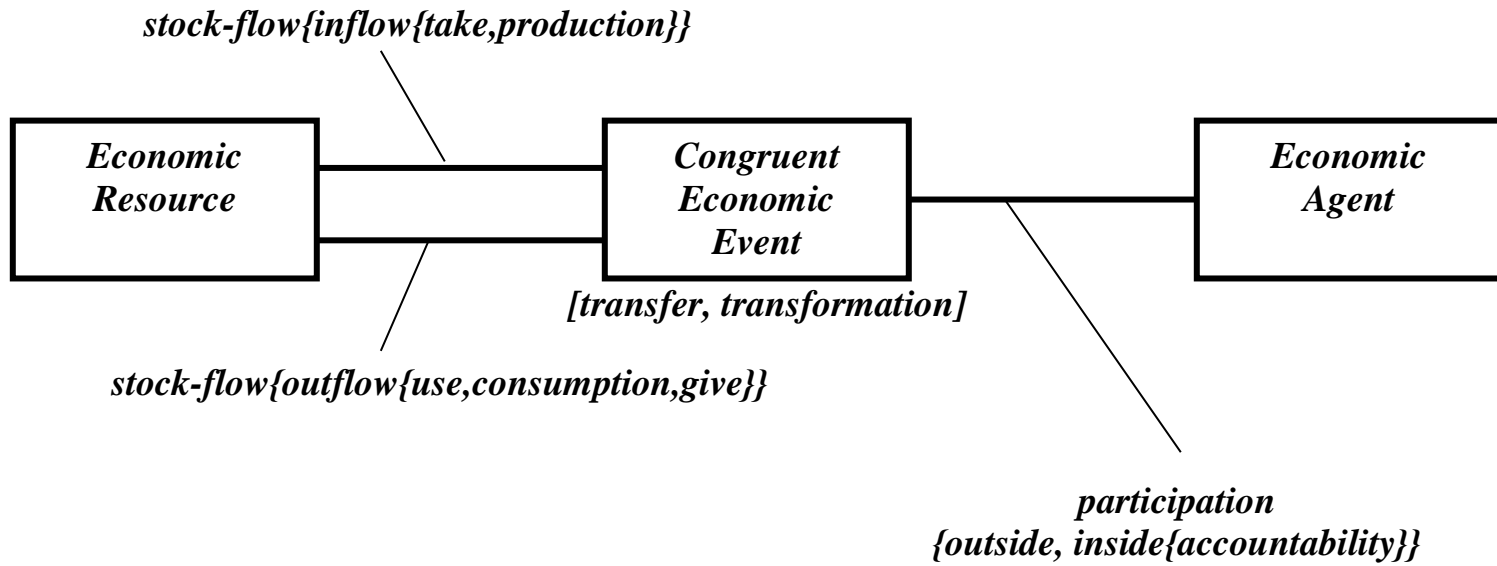 stock-flow{inflow{take,production}}
Economic
Resource
Congruent
Economic
Event
Economic
Agent
[transfer, transformation]
stock-flow{outflow{use,consumption,give}}
participation
{outside, inside{accountability}}